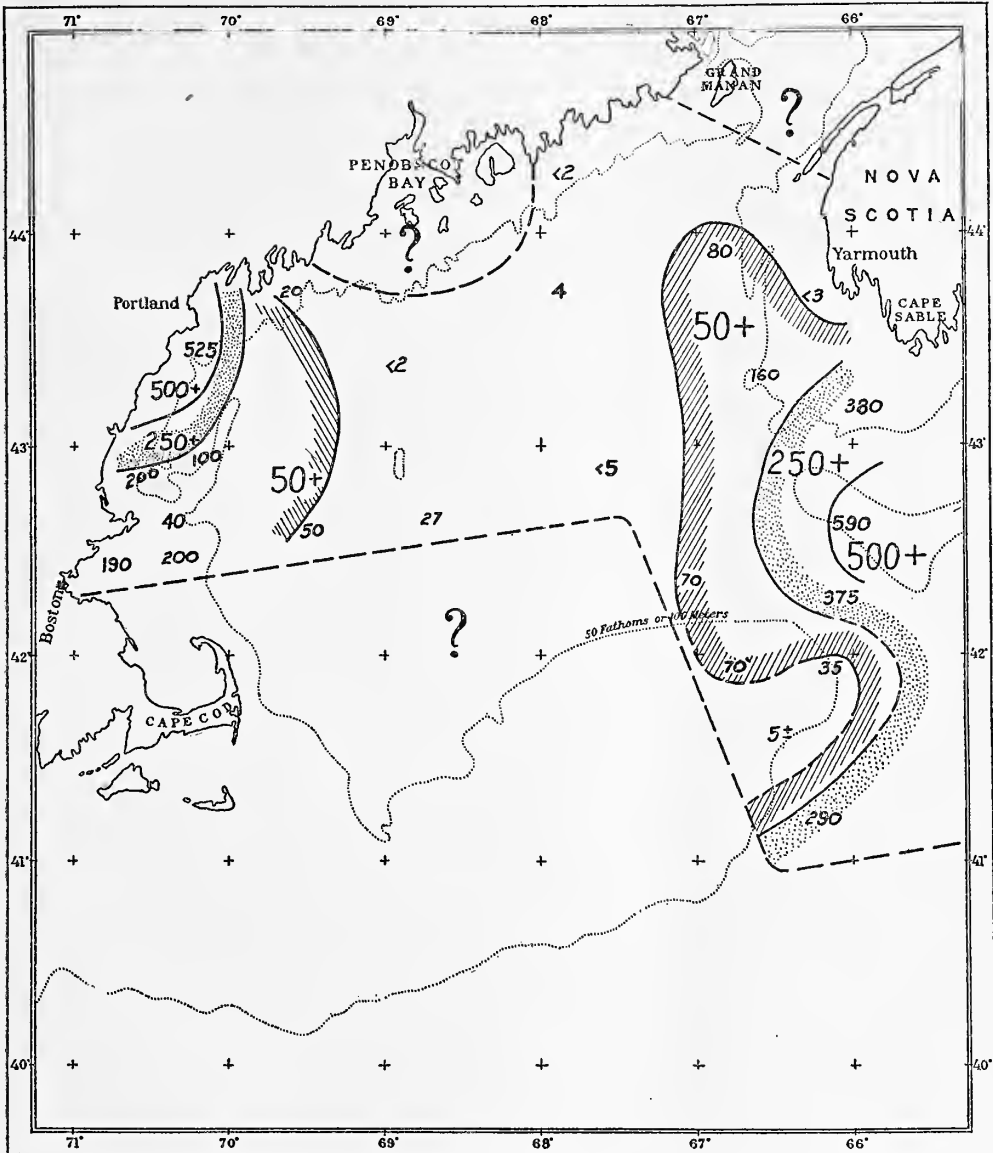 71° 70° 69° 68° 67° 66°
GRAND
MANAN
?
PENOBSCO
BAY
<2
NOVA
SCOTIA
44° 44°
?
80
Yarmouth
20
4
<3
Portland
CAPE
SABLE
50+
525
<2
160
500+
380
43° 250+ 43°
100
200
250+
<5
50+
40
27
50
590
500+
190
200
70
375
Boston
?
50 Fathoms or 100 Meters
42° 42°
70
35
CAPE COD
5±
290
41° 41°
40° 40°
71° 70° 69° 68° 67° 66°